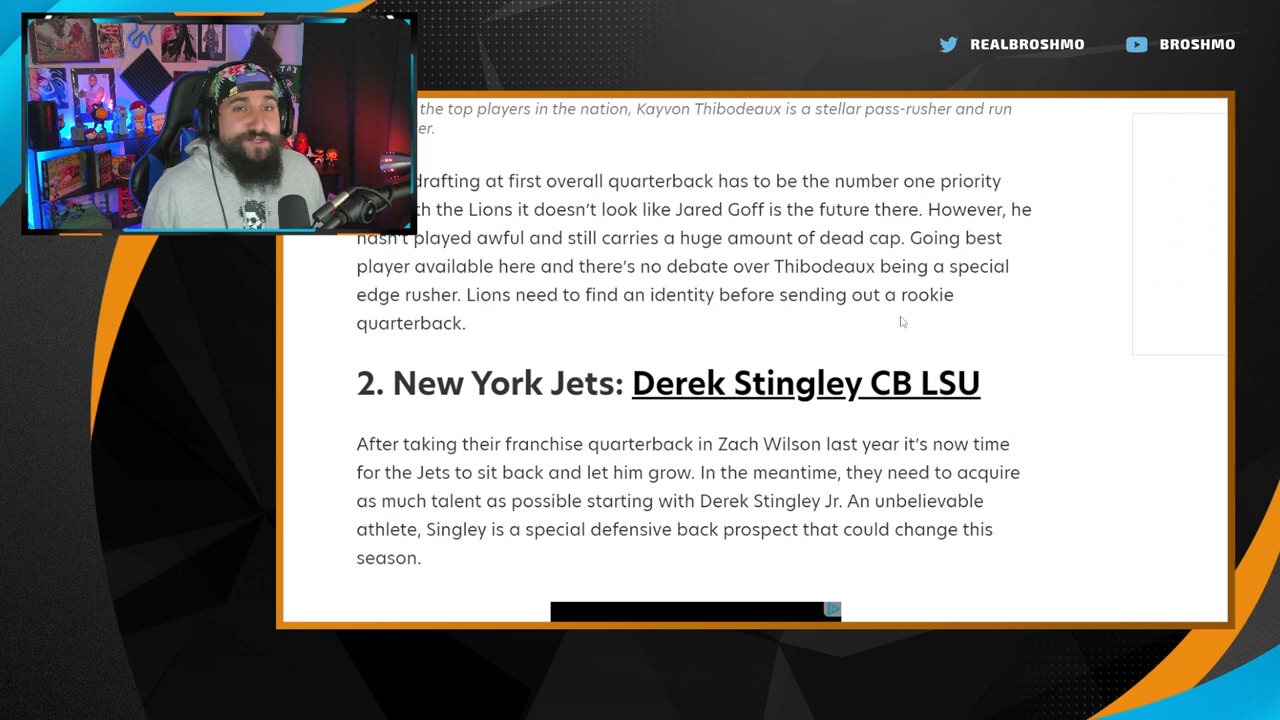 REALBROSHMO
BROSHMO
the top players in the nation, Kayvon Thibodeaux is a stellar pass-rusher and run
er.
drafting at first overall quarterback has to be the number one priority
th the Lions it doesn't look like Jared Goff is the future there. However, he
hasn't played awful and still carries a huge amount of dead cap. Going best
player available here and there's no debate over Thibodeaux being a special
edge rusher. Lions need to find an identity before sending out a rookie
quarterback.
2. New York Jets: Derek Stingley CB LSU
After taking their franchise quarterback in Zach Wilson last year it's now time
for the Jets to sit back and let him grow. In the meantime, they need to acquire
as much talent as possible starting with Derek Stingley Jr. An unbelievable
athlete, Singley is a special defensive back prospect that could change this
season.